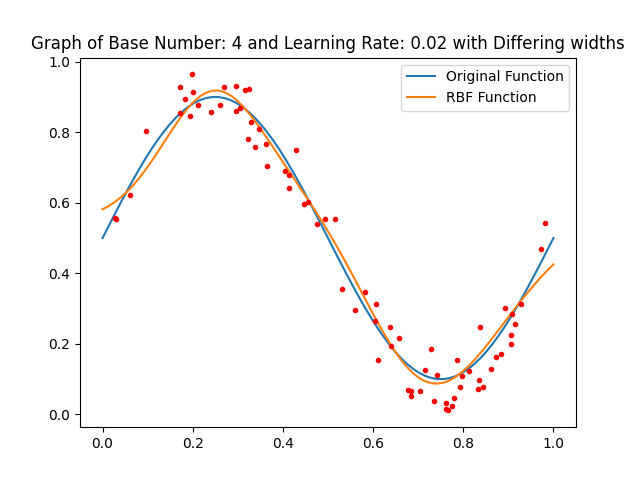 Graph of Base Number: 4 and Learning Rate: 0.02 with Differing widths
Original Function
RBF Function
1.0
0.8
0.6
0.4
0.2
0.0
0.0 0.2 0.4 0.6 0.8 1.0